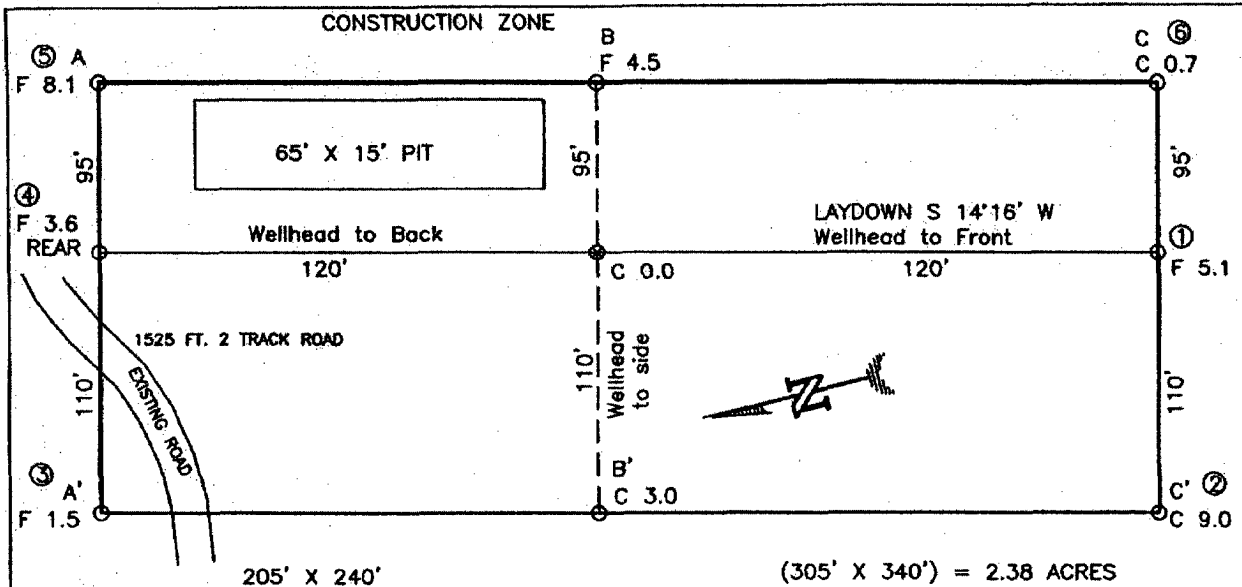 CONSTRUCTION ZONE
⑤ A
F 8.1
B
F 4.5
C ⑥
C 0.7
95'
65' X 15' PIT
95'
95'
④
F 3.6
REAR
Wellhead to Back
120'
C 0.0
LAYDOWN S 14°16' W
Wellhead to Front
120'
①
F 5.1
1525 FT. 2 TRACK ROAD
EXISTING ROAD
110'
110'
Wellhead
to side
N
110'
③
A'
F 1.5
B'
C 3.0
C' ②
C 9.0
205' X 240'
(305' X 340') = 2.38 ACRES